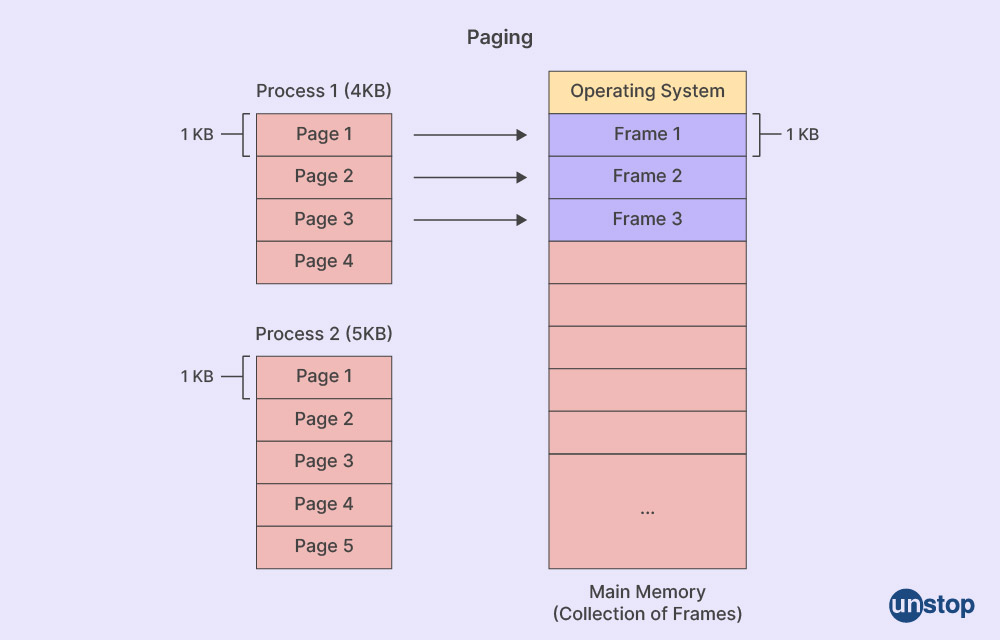 Paging
Process 1 (4KB)
1 KB
Page 1
Page 2
Page 3
Page 4
Process 2 (5KB)
1 KB
Page 1
Page 2
Page 3
Page 4
Page 5
Operating System
Frame 1
1 KB
Frame 2
Frame 3
...
Main Memory
(Collection of Frames)
unstop